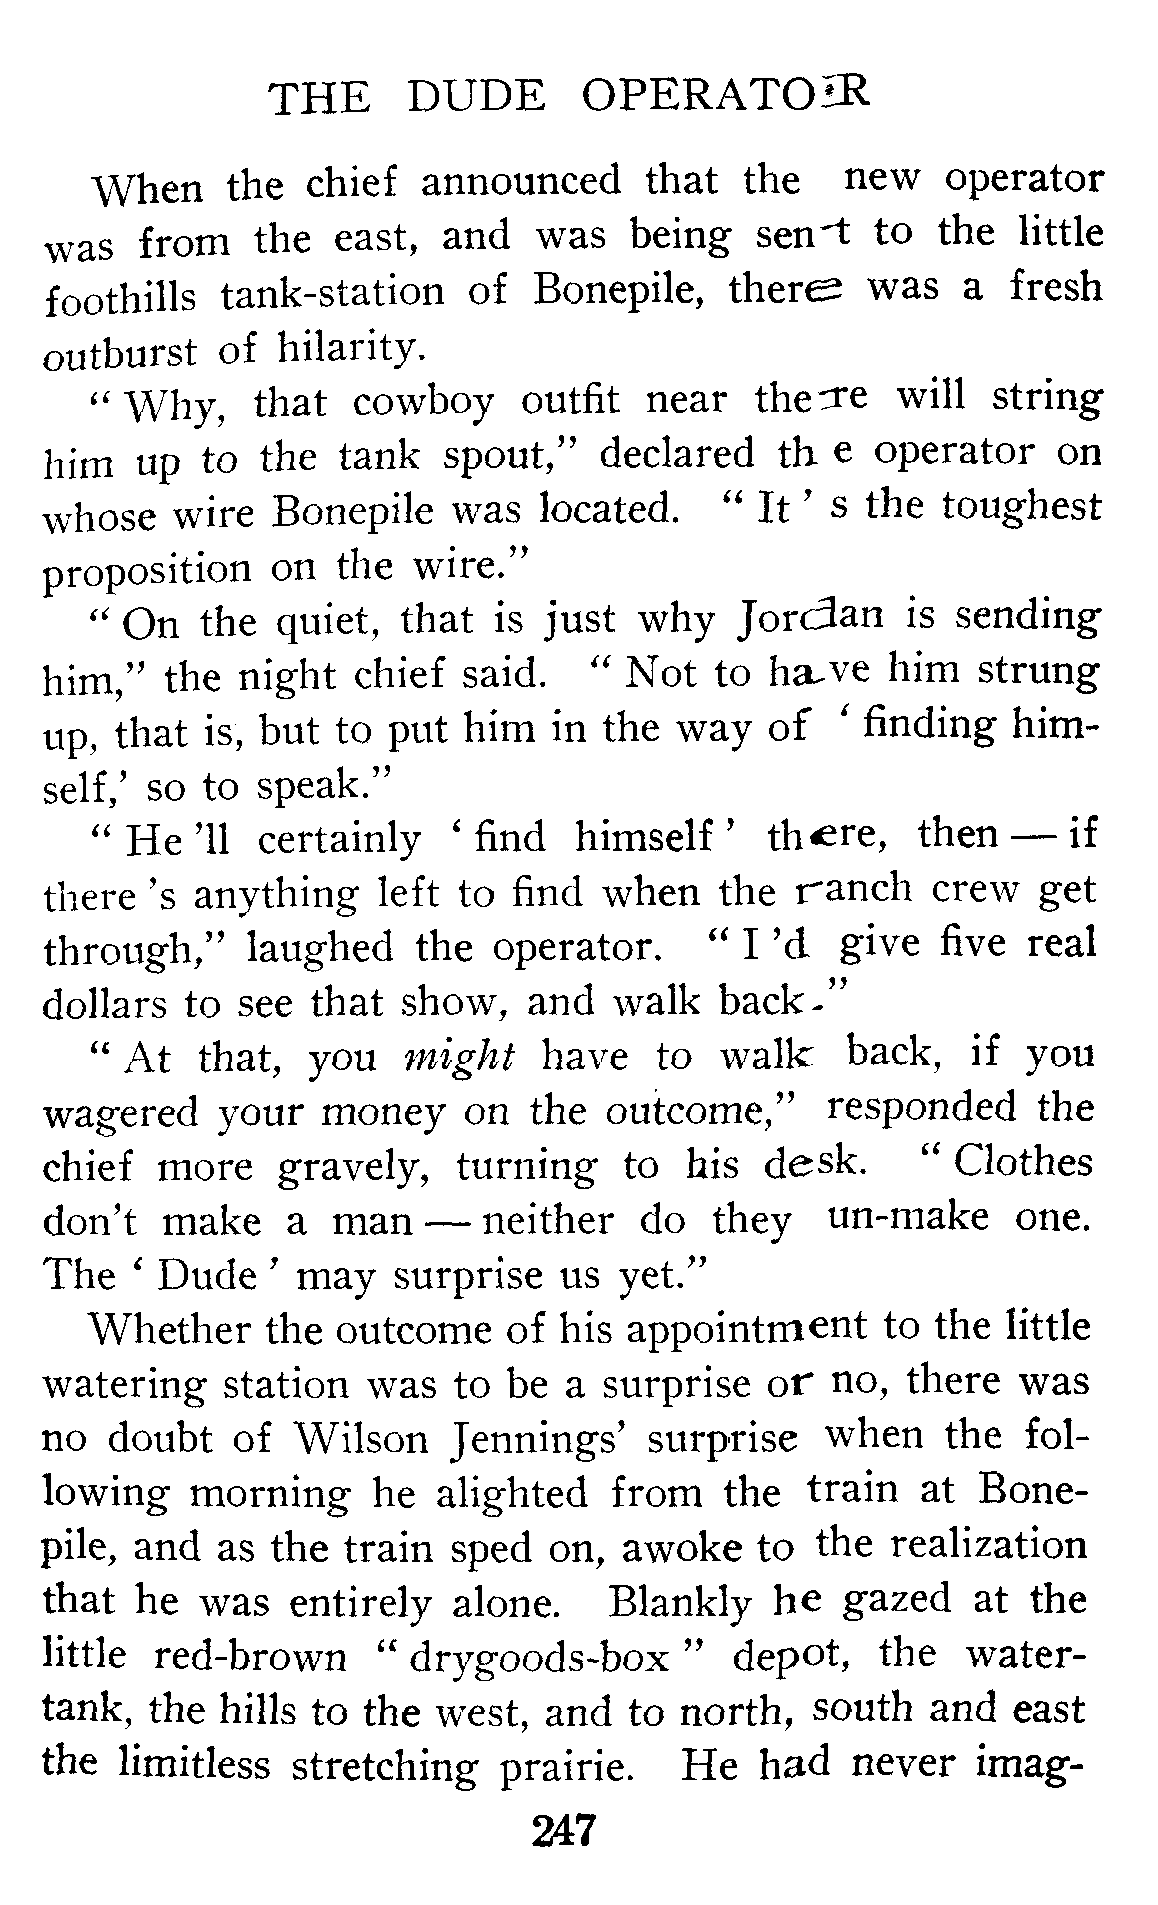 THE DUDE OPERATOR
When the chief announced that the new operator
was from the east, and was being sent to the little
foothills tank-station of Bonepile, there was a fresh
outburst of hilarity.
“ Why, that cowboy outfit near there will string
him up to the tank spout,” declared the operator on
whose wire Bonepile was located. “ It ’s the toughest
proposition on the wire.”
“ On the quiet, that is just why Jordan is sending
him,” the night chief said. “ Not to have him strung
up, that is, but to put him in the way of ‘ finding him-
self,’ so to speak.”
“ He ’ll certainly ‘ find himself ’ there, then — if
there ’s anything left to find when the ranch crew get
through,” laughed the operator. “ I ’d give five real
dollars to see that show, and walk back.”
“ At that, you might have to walk back, if you
wagered your money on the outcome,” responded the
chief more gravely, turning to his desk. “ Clothes
don’t make a man — neither do they un-make one.
The ‘ Dude ’ may surprise us yet.”
Whether the outcome of his appointment to the little
watering station was to be a surprise or no, there was
no doubt of Wilson Jennings’ surprise when the fol-
lowing morning he alighted from the train at Bone-
pile, and as the train sped on, awoke to the realization
that he was entirely alone. Blankly he gazed at the
little red-brown “ drygoods-box ” depot, the water-
tank, the hills to the west, and to north, south and east
the limitless stretching prairie. He had never imag-
247